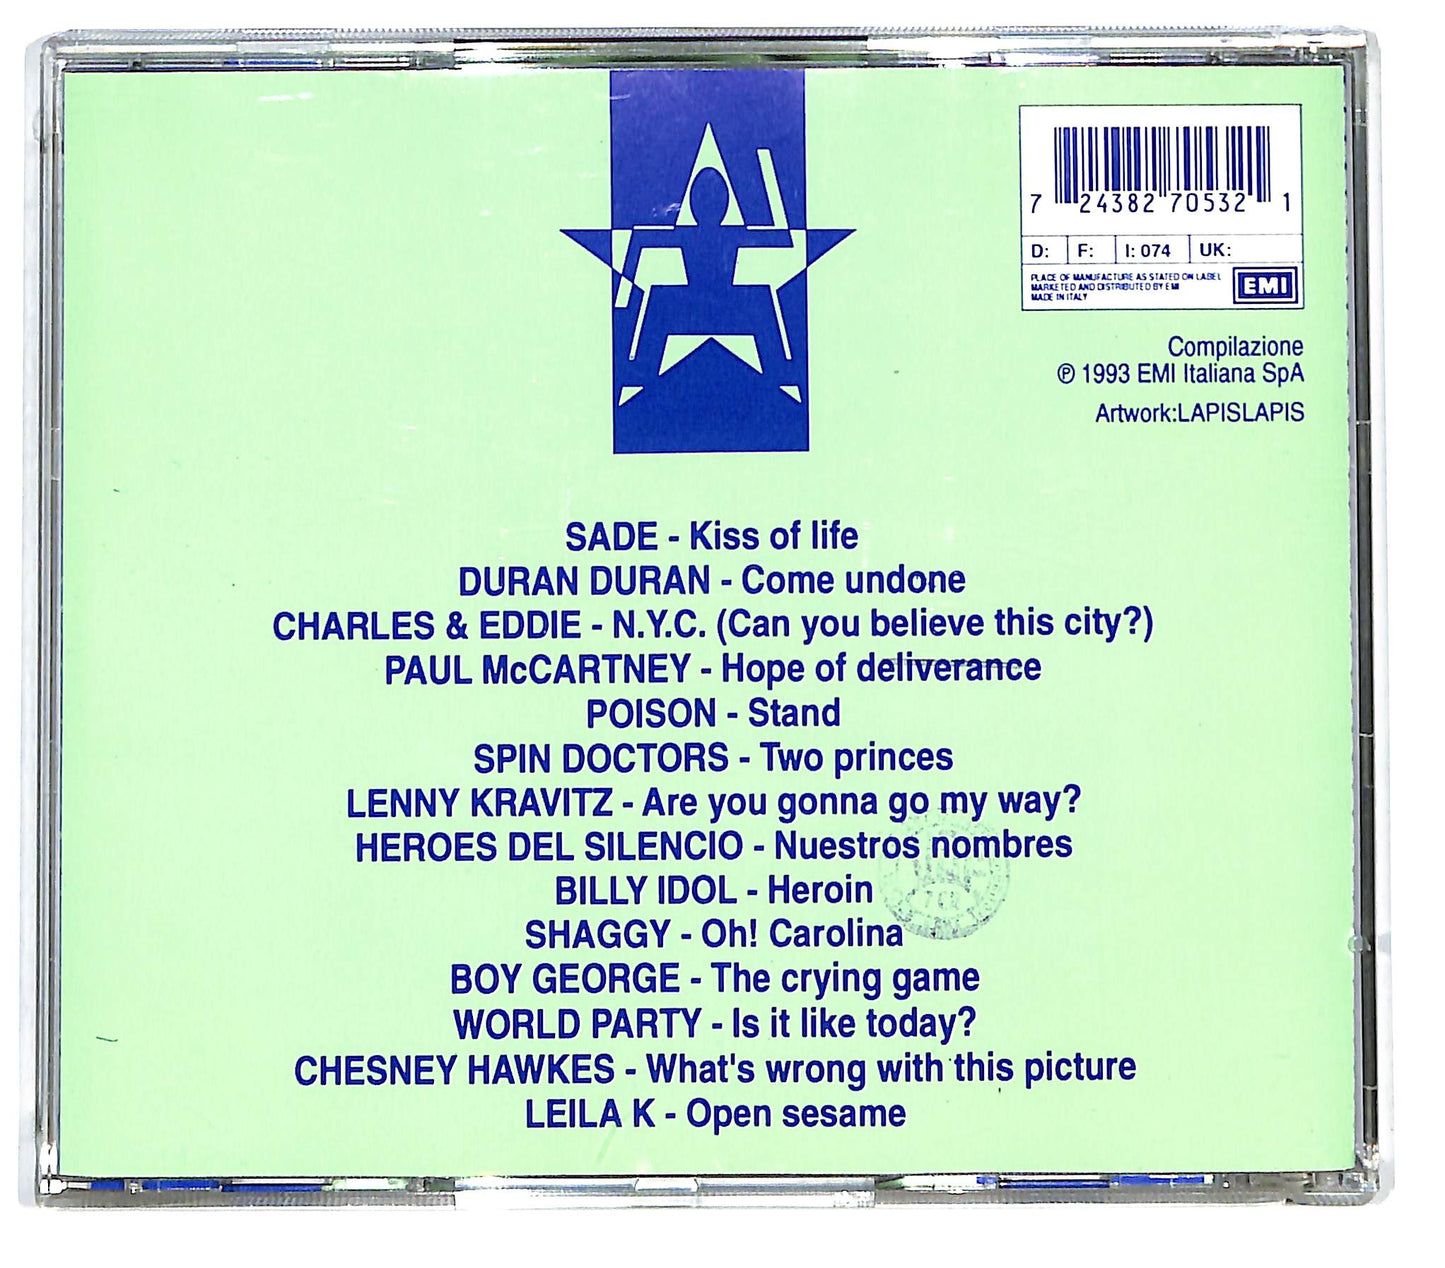 7 24382 70532 1
D: F: I: 074 UK:
PLACE OF MANUFACTURE AS STATED ON LABEL
MARKETED AND DISTRIBUTED BY EMI
MADE IN ITALY
EMI
Compilazione
℗ 1993 EMI Italiana SpA
Artwork:LAPISLAPIS
SADE - Kiss of life
DURAN DURAN - Come undone
CHARLES & EDDIE - N.Y.C. (Can you believe this city?)
PAUL McCARTNEY - Hope of deliverance
POISON - Stand
SPIN DOCTORS - Two princes
LENNY KRAVITZ - Are you gonna go my way?
HEROES DEL SILENCIO - Nuestros nombres
BILLY IDOL - Heroin
SHAGGY - Oh! Carolina
BOY GEORGE - The crying game
WORLD PARTY - Is it like today?
CHESNEY HAWKES - What's wrong with this picture
LEILA K - Open sesame